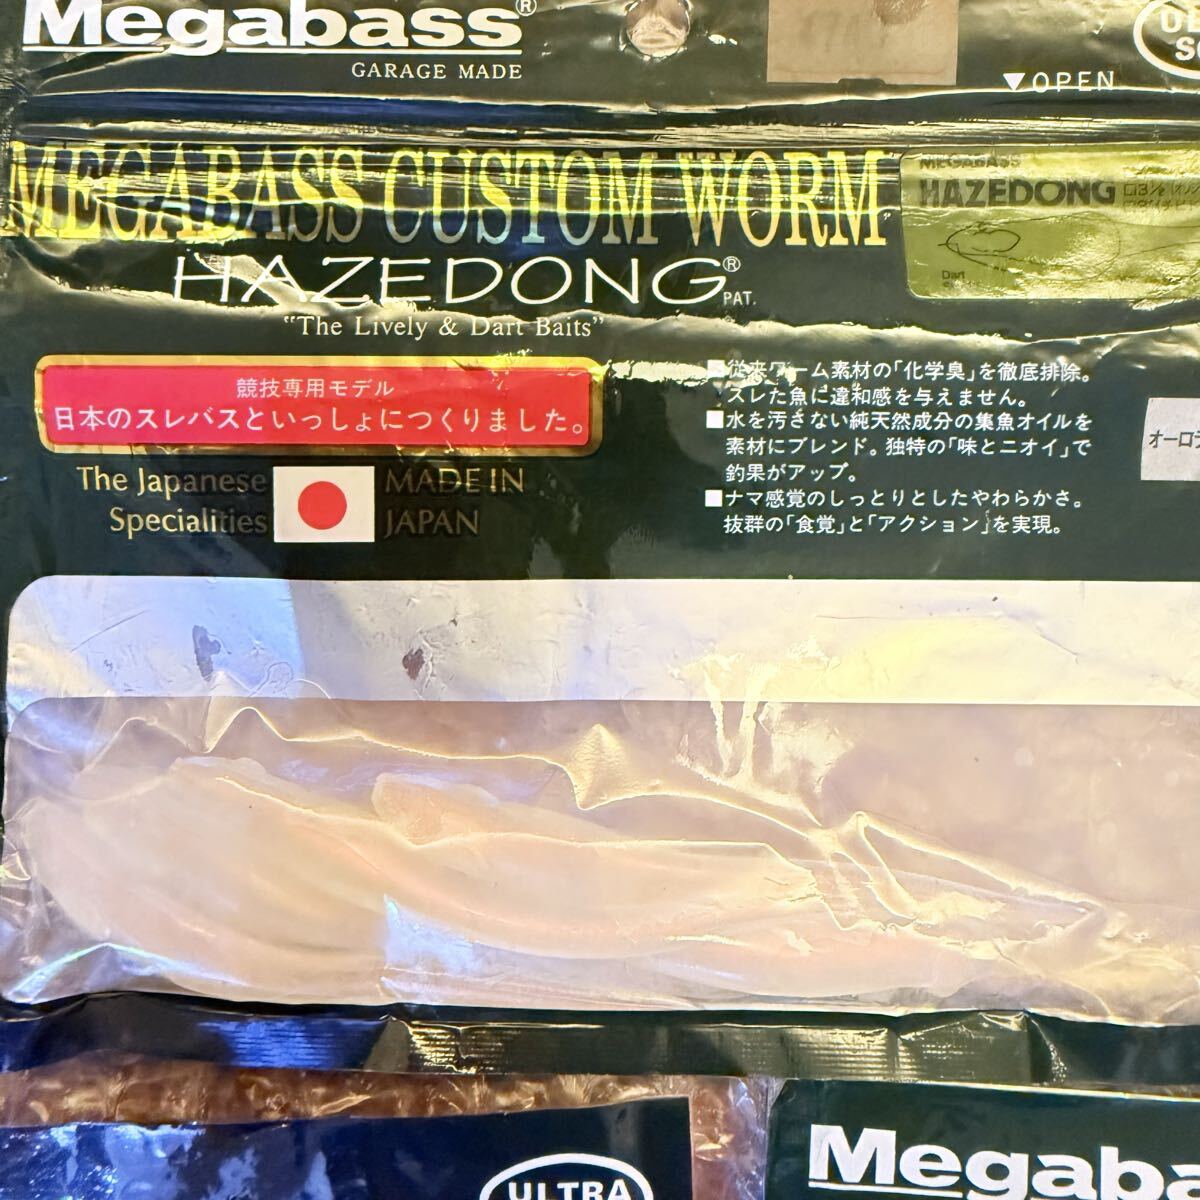 Megabass®
GARAGE MADE
▼OPEN
MEGABASS CUSTOM WORM"
HAZEDONG®
PAT.
"The Lively & Dart Baits"
MEGABASS
HAZEDONG
Dart
競技専用モデル
日本のスレバスといっしょにつくりました。
The Japanese
Specialities
MADE IN
JAPAN
■従来ワーム素材の「化学臭」を徹底排除。
スレた魚に違和感を与えません。
■水を汚さない純天然成分の集魚オイルを
素材にブレンド。独特の「味とニオイ」で
釣果がアップ。
■ナマ感覚のしっとりとしたやわらかさ。
抜群の「食覚」と「アクション」を実現。
オーロラ
ULTRA
Megaba